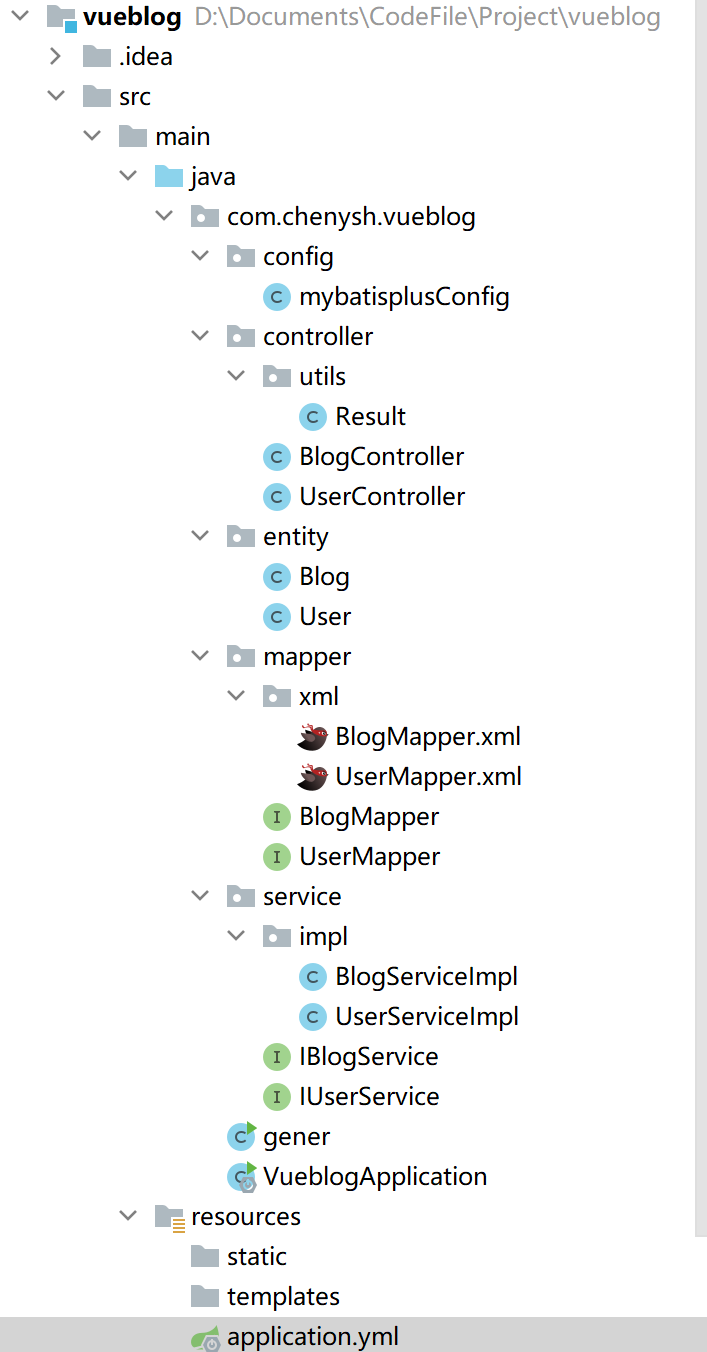 vueblog D:\Documents\CodeFile\Project\vueblog
.idea
src
main
java
com.chenysh.vueblog
config
C mybatisplusConfig
controller
utils
C Result
C BlogController
C UserController
entity
C Blog
C User
mapper
xml
BlogMapper.xml
UserMapper.xml
I BlogMapper
I UserMapper
service
impl
C BlogServiceImpl
C UserServiceImpl
I IBlogService
I IUserService
C gener
C VueblogApplication
resources
static
templates
application.yml